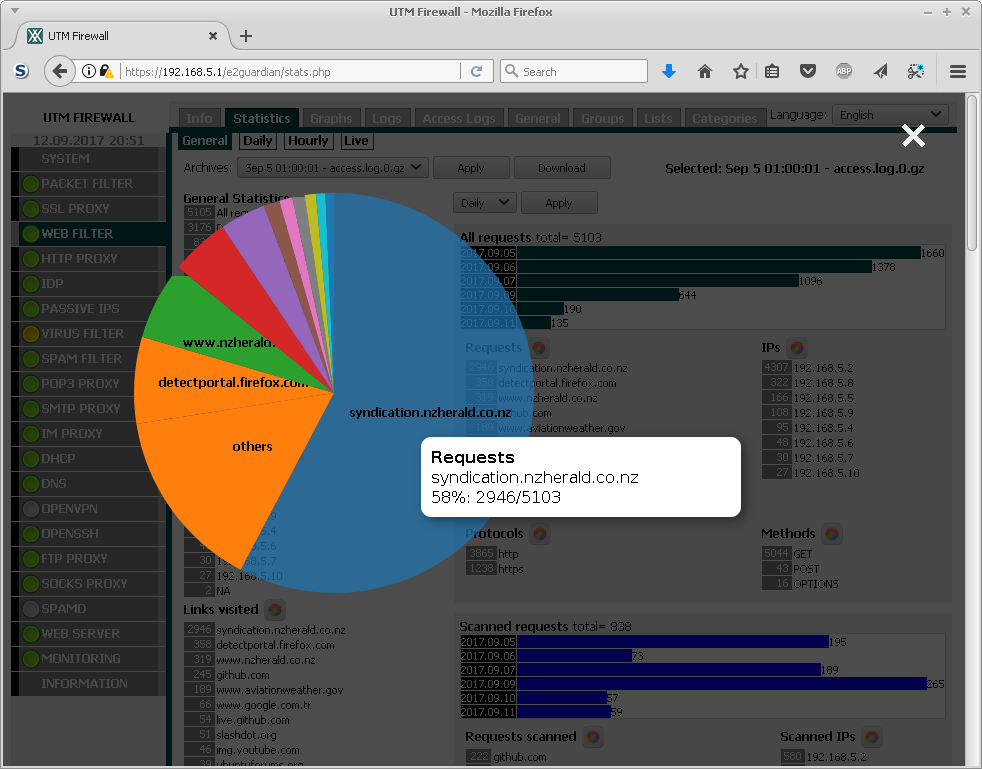 UTM Firewall - Mozilla Firefox
UTM Firewall
https://192.168.5.1/e2guardian/stats.php
Search
ABP
UTM FIREWALL
12.09.2017 20:51
SYSTEM
PACKET FILTER
SSL PROXY
WEB FILTER
HTTP PROXY
IDP
PASSIVE IPS
VIRUS FILTER
SPAM FILTER
POP3 PROXY
SMTP PROXY
IM PROXY
DHCP
DNS
OPENVPN
OPENSSH
FTP PROXY
SOCKS PROXY
SPAMD
WEB SERVER
MONITORING
INFORMATION
Info Statistics Graphs Logs Access Logs General Groups Lists Categories Language: English
General Daily Hourly Live
Archives: Sep 5 01:00:01 - access.log.0.gz Apply Download Selected: Sep 5 01:00:01 - access.log.0.gz
General Statistics
5105 All
3176
www.nzherald.
detectportal.firefox.com
others
syndication.nzherald.co.nz
30
27 192.168.5.10
2 NA
Links visited
2946 syndication.nzherald.co.nz
358 detectportal.firefox.com
319 www.nzherald.co.nz
245 github.com
189 www.aviationweather.gov
66 www.google.com.tr
54 live.github.com
51 slashdot.org
46 img.youtube.com
39 ubuntuforums.org
Daily Apply
All requests total= 5103
2017.09.05 1660
2017.09.06 1378
2017.09.07 1096
2017.09.09 644
2017.09.10 190
2017.09.11 135
Requests
2946 syndication.nzherald.co.nz
358 detectportal.firefox.com
319 www.nzherald.co.nz
github.com
189 www.aviationweather.gov
IPs
4307 192.168.5.2
322 192.168.5.8
166 192.168.5.5
108 192.168.5.9
95 192.168.5.4
48 192.168.5.6
30 192.168.5.7
27 192.168.5.10
Requests
syndication.nzherald.co.nz
58%: 2946/5103
Protocols
3865 http
1238 https
Methods
5044 GET
43 POST
16 OPTIONS
Scanned requests total= 838
2017.09.05 195
2017.09.06 73
2017.09.07 189
2017.09.09 265
2017.09.10 57
2017.09.11 59
Requests scanned
222 github.com
Scanned IPs
580 192.168.5.2